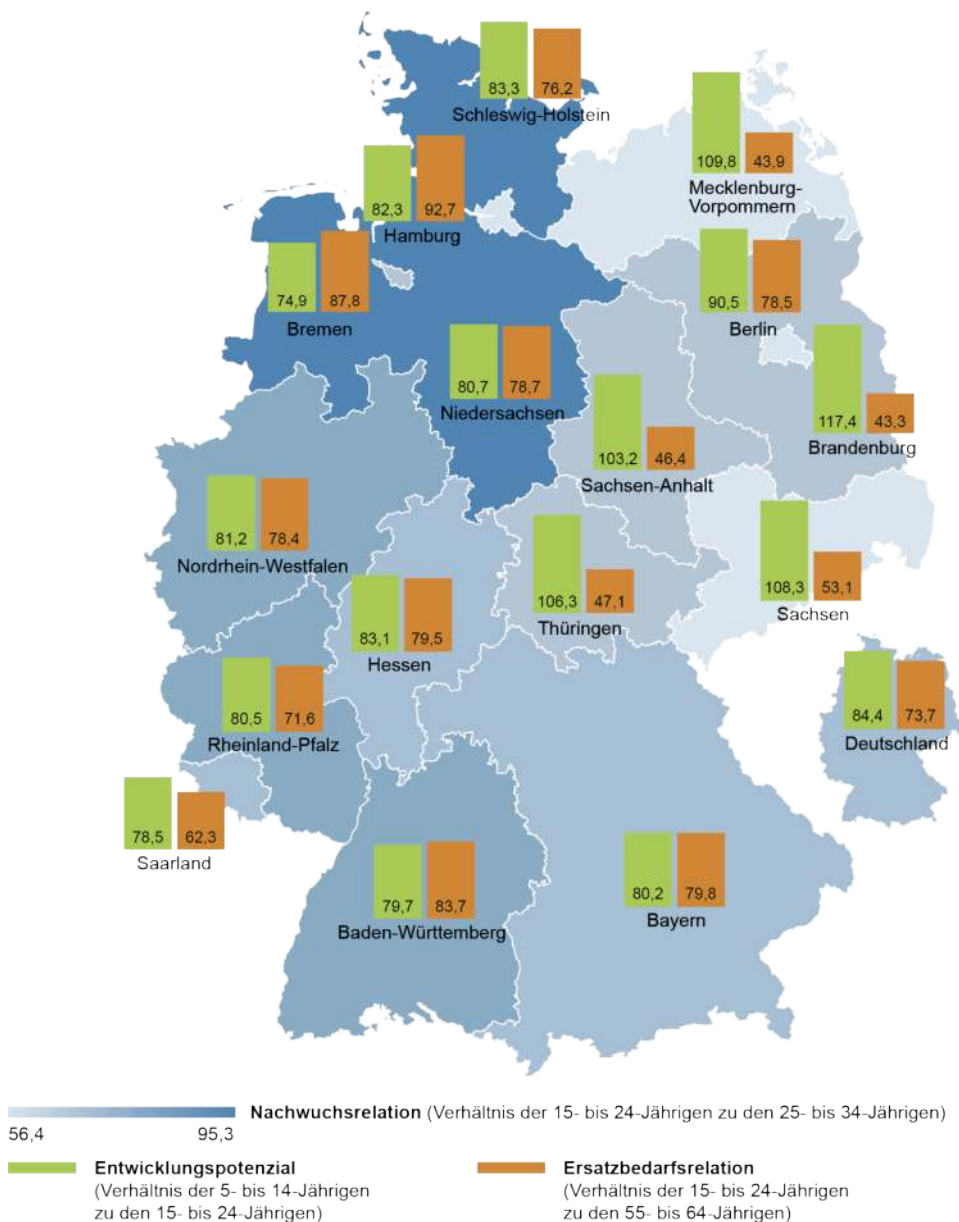 83,3 76,2
Schleswig-Holstein
109,8 43,9
Mecklenburg-
Vorpommern
82,3 92,7
Hamburg
74,9 87,8
Bremen
90,5 78,5
Berlin
80,7 78,7
Niedersachsen
117,4 43,3
Brandenburg
103,2 46,4
Sachsen-Anhalt
81,2 78,4
Nordrhein-Westfalen
108,3 53,1
Sachsen
106,3 47,1
Thüringen
83,1 79,5
Hessen
80,5 71,6
Rheinland-Pfalz
84,4 73,7
Deutschland
78,5 62,3
Saarland
79,7 83,7
Baden-Württemberg
80,2 79,8
Bayern
Nachwuchsrelation (Verhältnis der 15- bis 24-Jährigen zu den 25- bis 34-Jährigen)
56,4 95,3
Entwicklungspotenzial
(Verhältnis der 5- bis 14-Jährigen
zu den 15- bis 24-Jährigen)
Ersatzbedarfsrelation
(Verhältnis der 15- bis 24-Jährigen
zu den 55- bis 64-Jährigen)